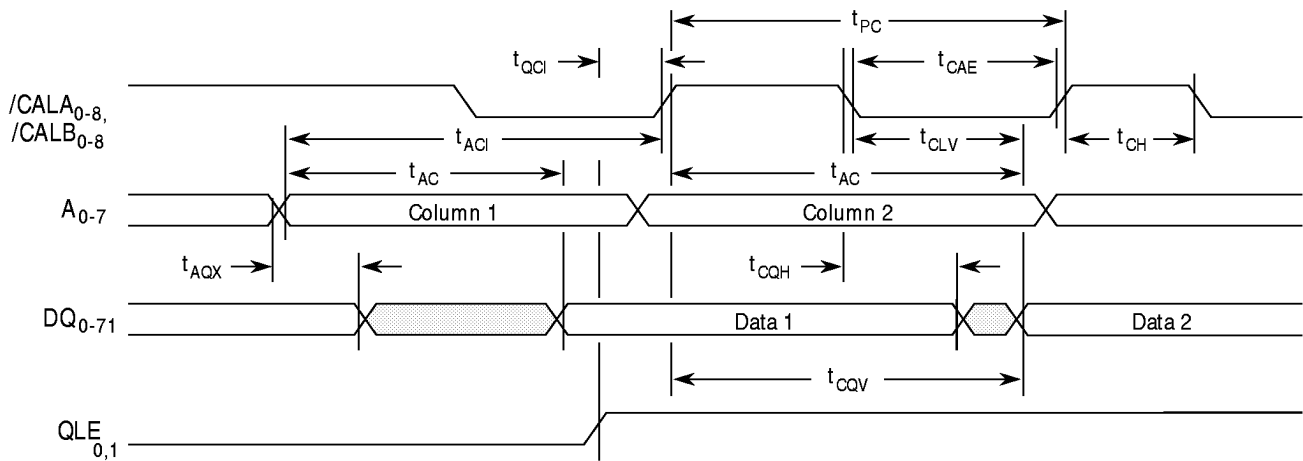 tPC
tQCI
tCAE
/CALA0-8,
/CALB0-8
tACI
tCLV
tCH
tAC
tAC
A0-7
Column 1
Column 2
tAQX
tCQH
DQ0-71
Data 1
Data 2
tCQV
QLE0,1